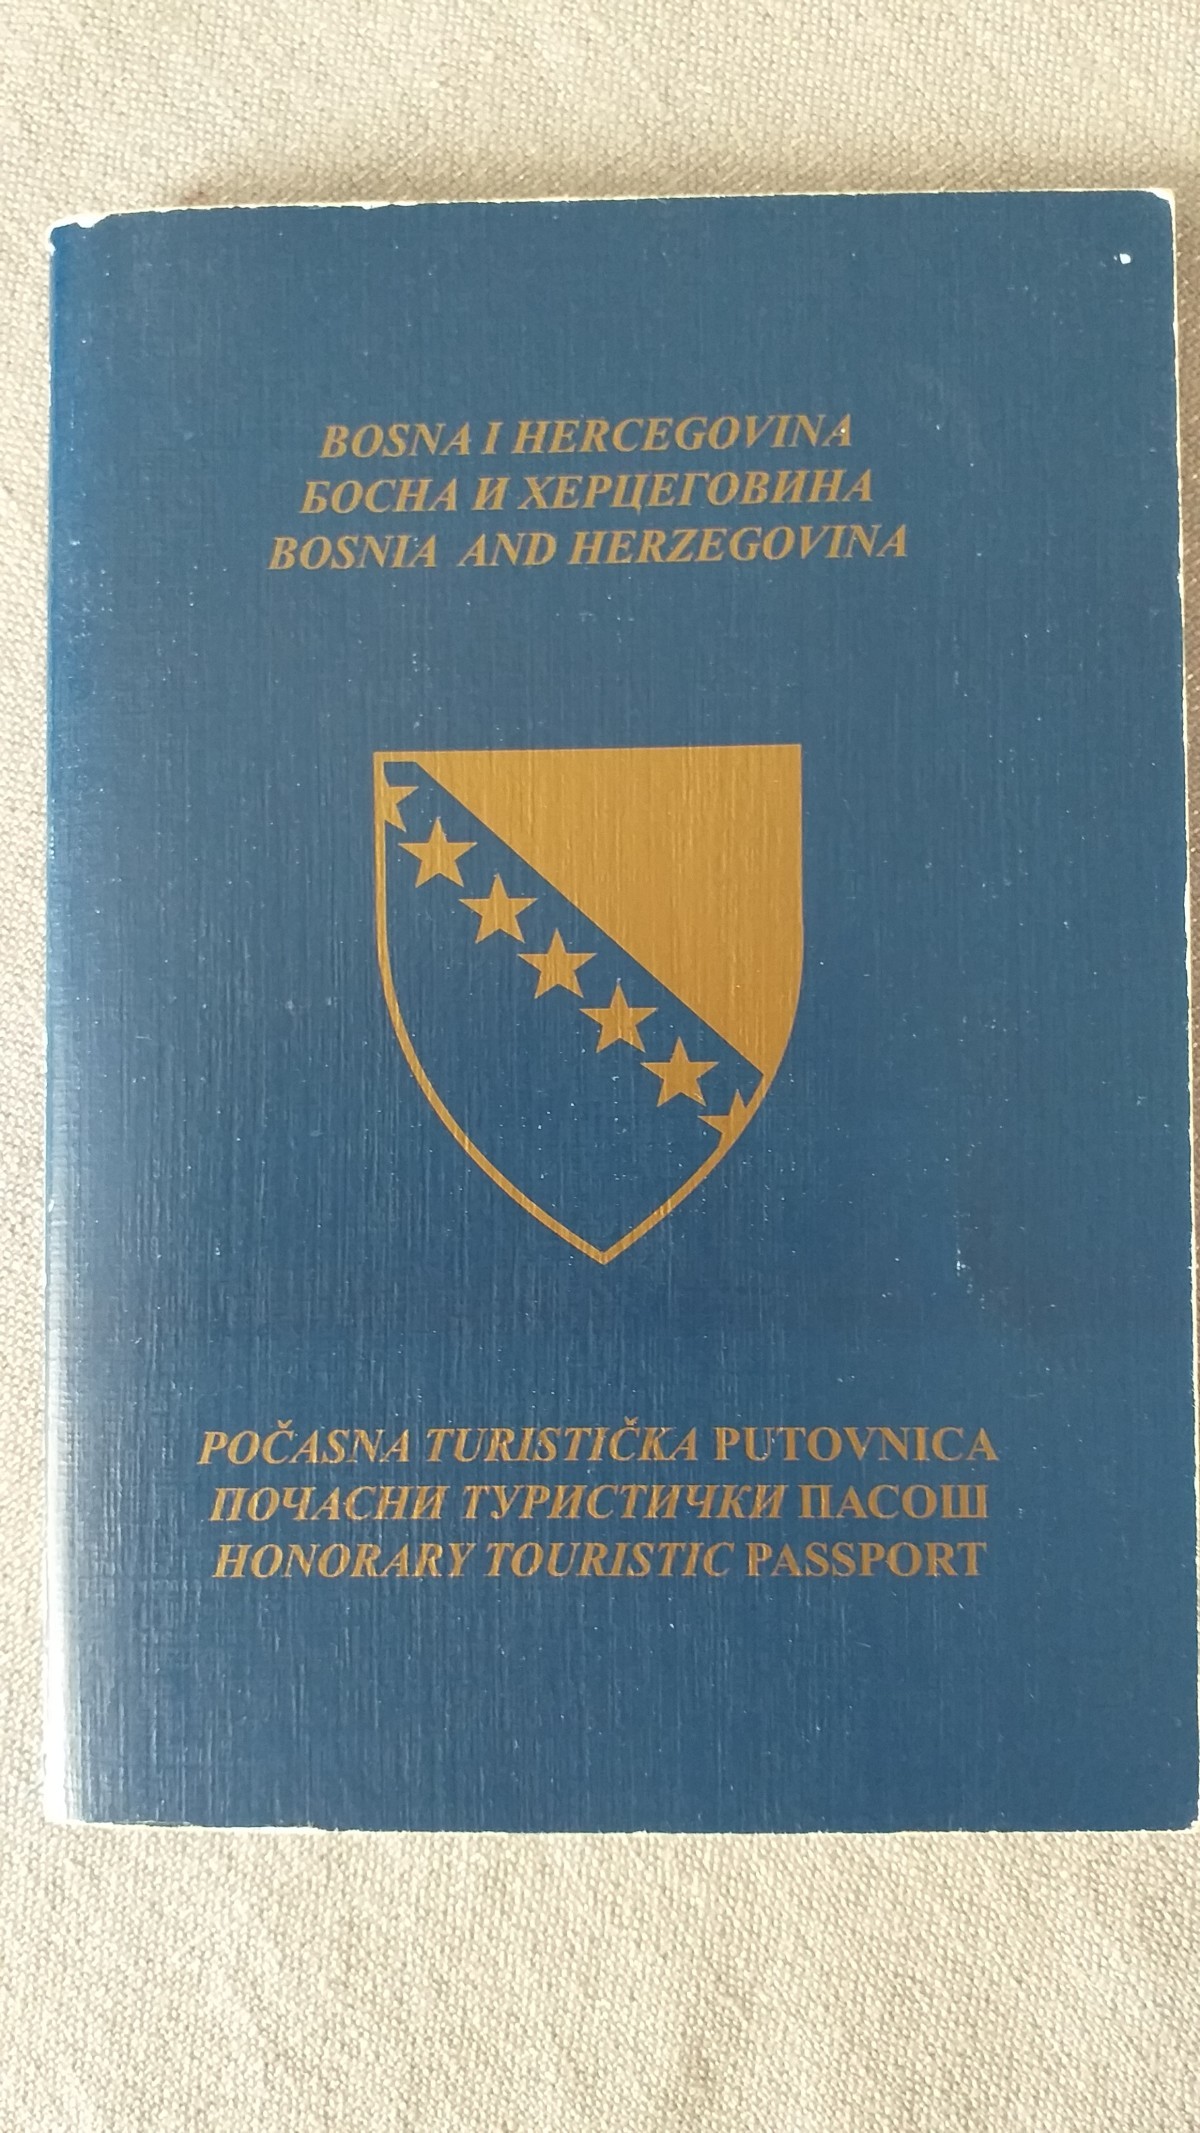 BOSNA I HERCEGOVINA
БОСНА И ХЕРЦЕГОВИНА
BOSNIA AND HERZEGOVINA
POČASNA TURISTIČKA PUTOVNICA
ПОЧАСНИ ТУРИСТИЧКИ ПАСОШ
HONORARY TOURISTIC PASSPORT